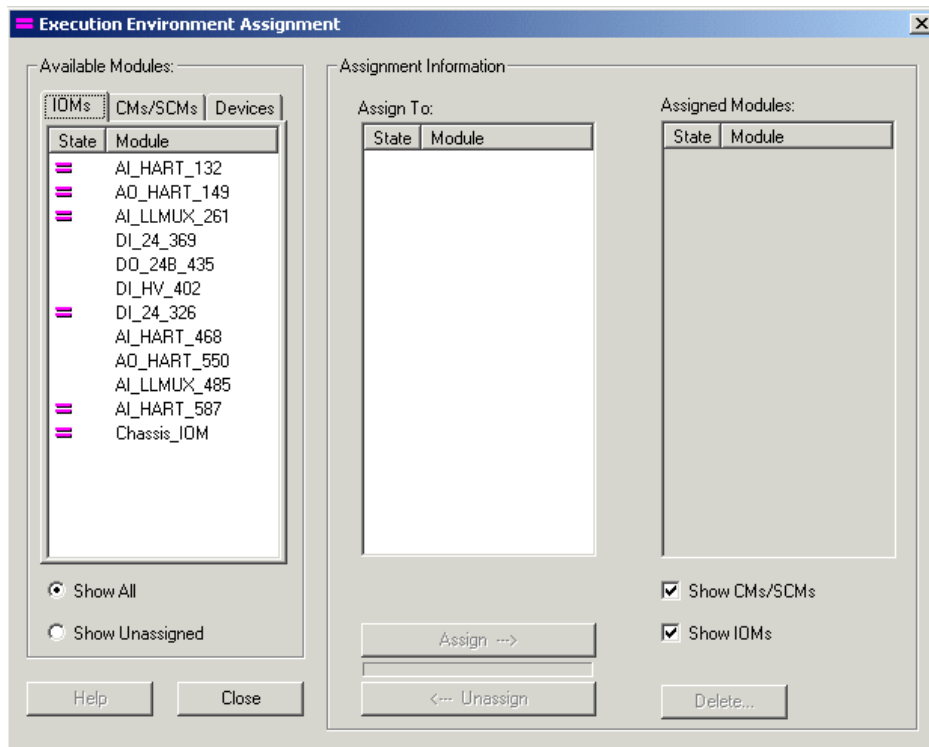 Execution Environment Assignment
Available Modules:
IOMs CMs/SCMs Devices
State Module
AI_HART_132
AO_HART_149
AI_LLMUX_261
DI_24_369
DO_24B_435
DI_HV_402
DI_24_326
AI_HART_468
AO_HART_550
AI_LLMUX_485
AI_HART_587
Chassis_IOM
Show All
Show Unassigned
Help Close
Assignment Information
Assign To:
State Module
Assign --->
<--- Unassign
Assigned Modules:
State Module
Show CMs/SCMs
Show IOMs
Delete...